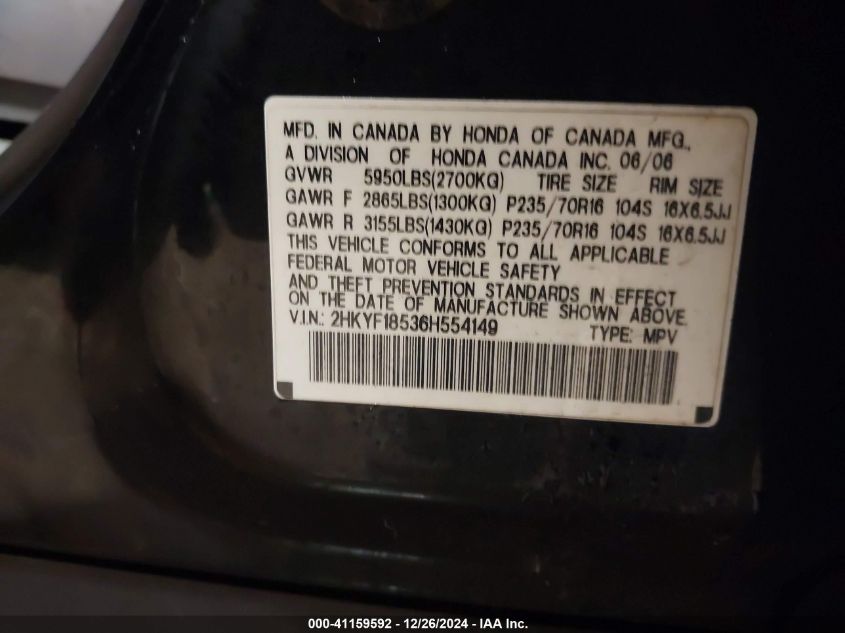 MFD. IN CANADA BY HONDA OF CANADA MFG.,
A DIVISION OF HONDA CANADA INC. 06/06
GVWR 5950LBS(2700KG) TIRE SIZE RIM SIZE
GAWR F 2865LBS(1300KG) P235/70R16 104S 16X6.5JJ
GAWR R 3155LBS(1430KG) P235/70R16 104S 16X6.5JJ
THIS VEHICLE CONFORMS TO ALL APPLICABLE
FEDERAL MOTOR VEHICLE SAFETY
AND THEFT PREVENTION STANDARDS IN EFFECT
ON THE DATE OF MANUFACTURE SHOWN ABOVE.
V.I.N.: 2HKYF18536H554149 TYPE: MPV
000-41159592 - 12/26/2024 - IAA Inc.